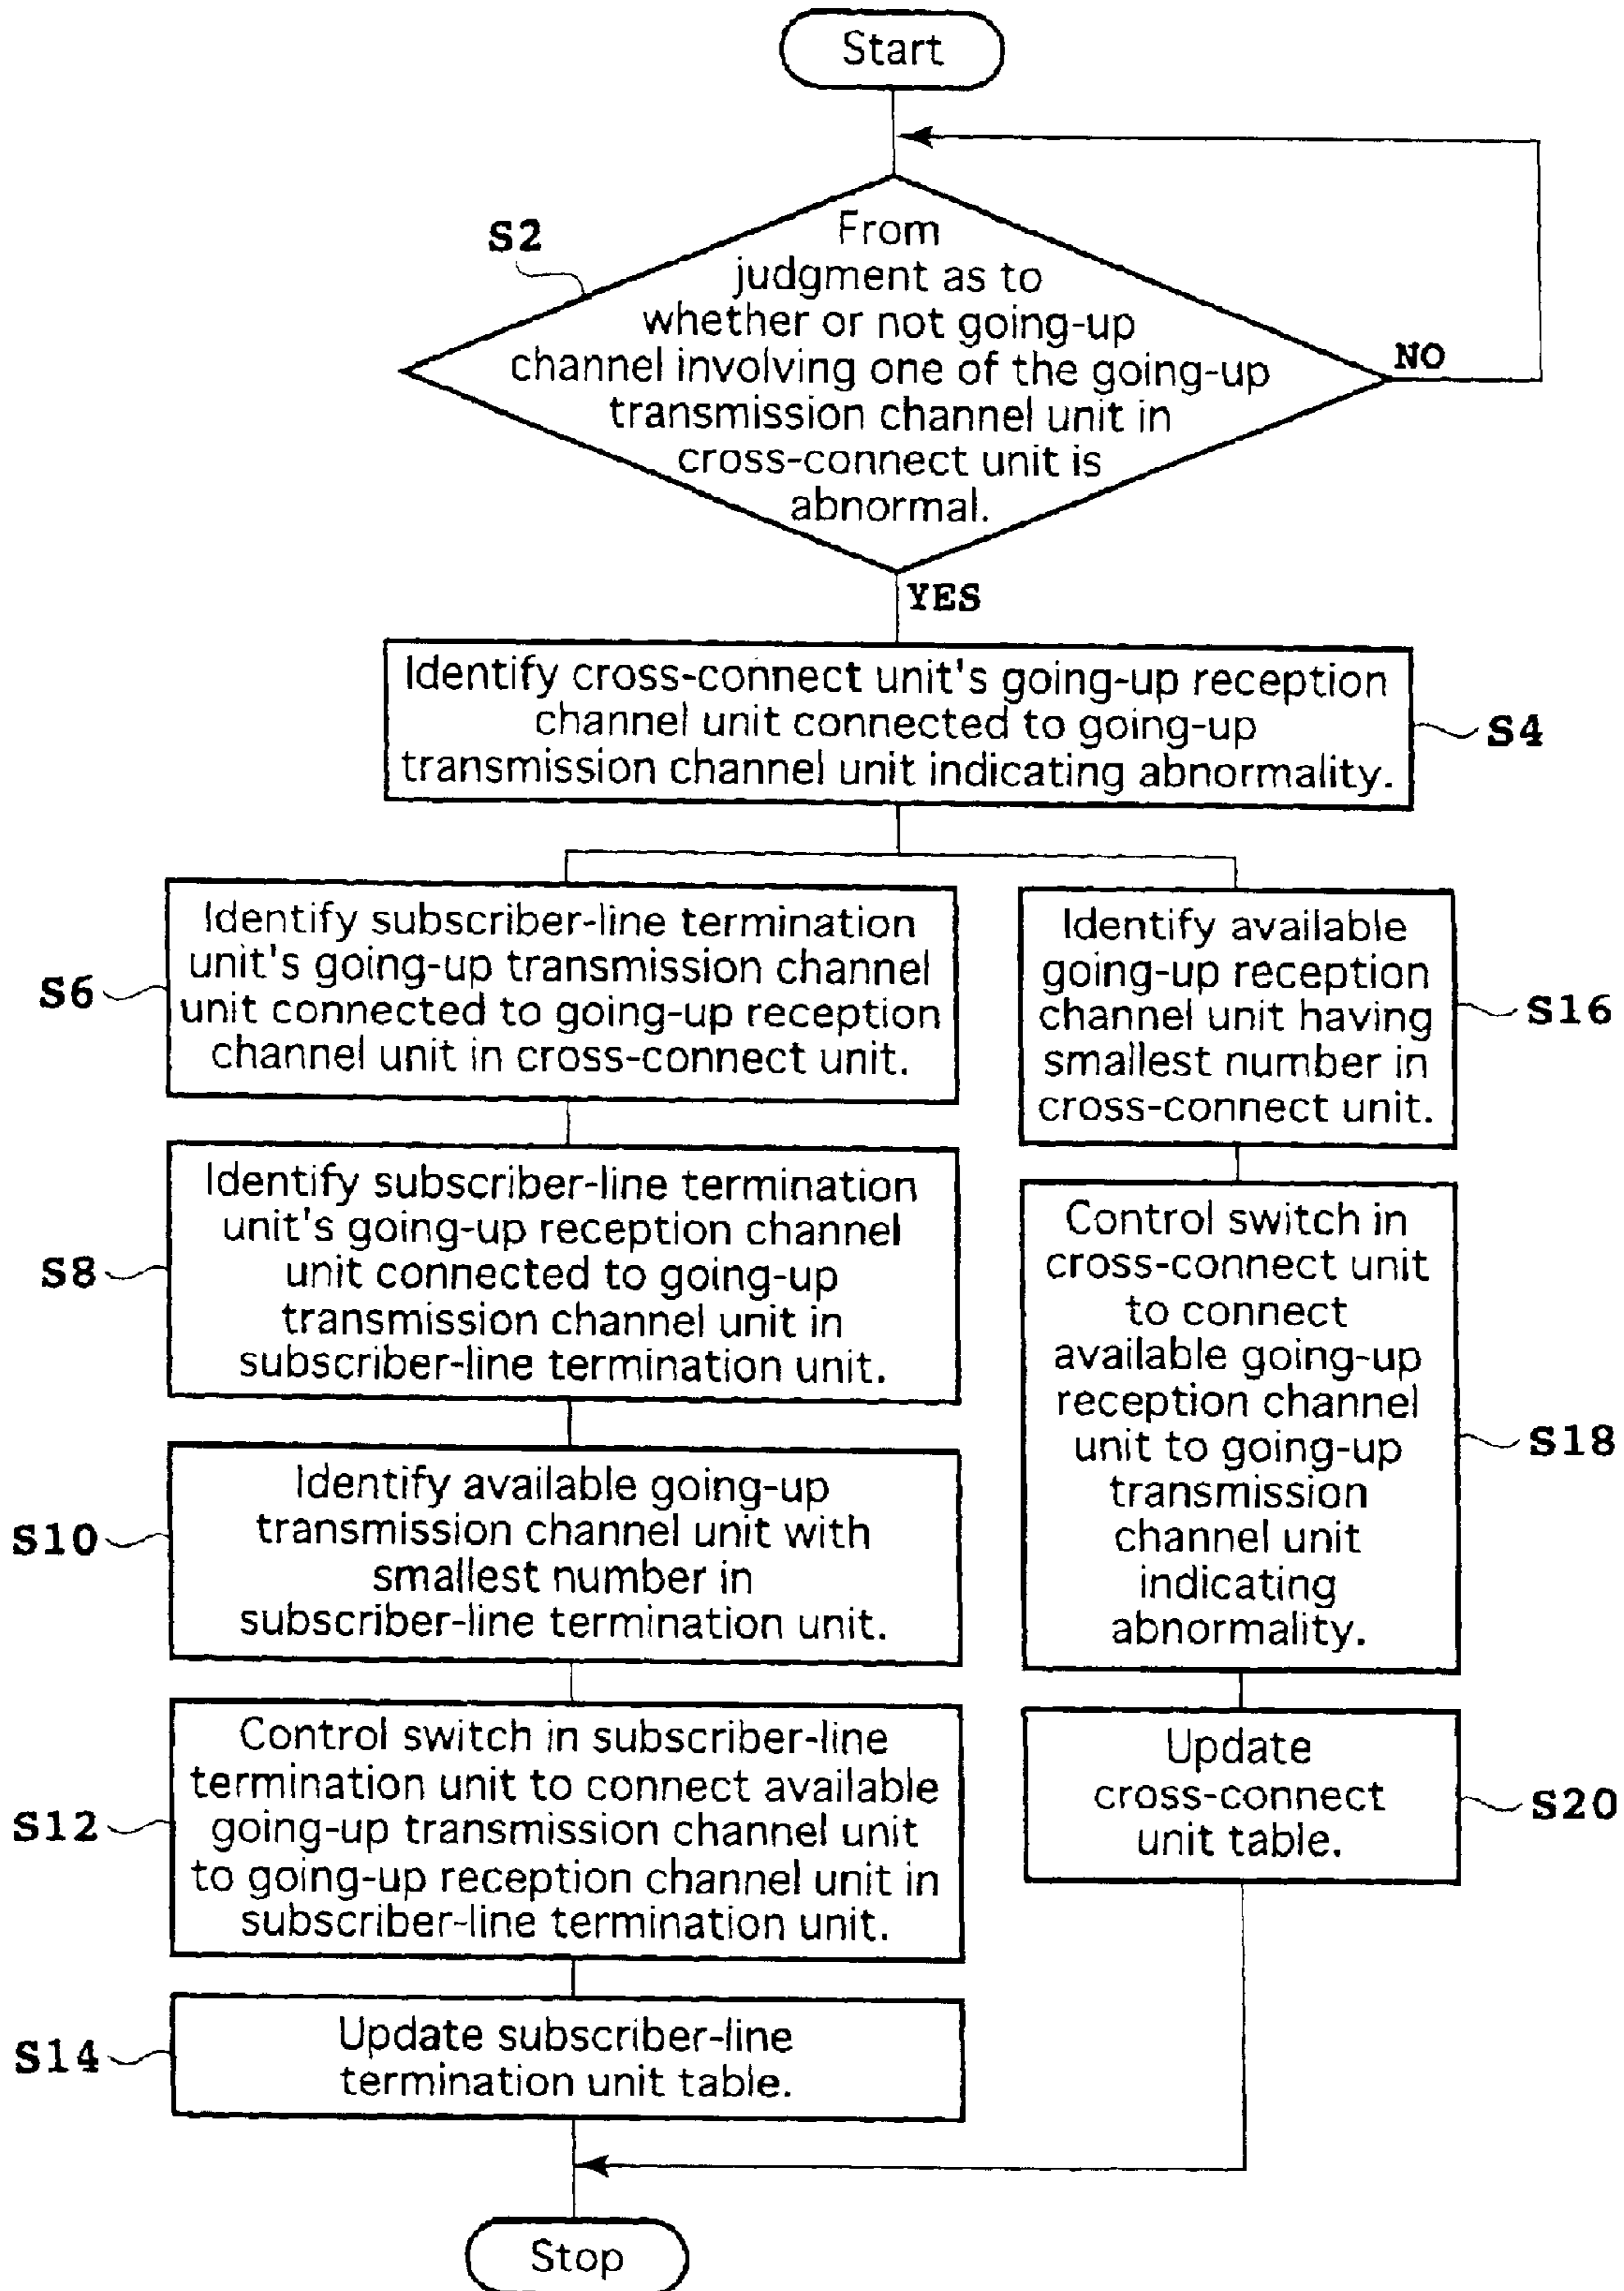 Start
S2
From
judgment as to
whether or not going-up
channel involving one of the going-up
transmission channel unit in
cross-connect unit is
abnormal.
NO
YES
Identify cross-connect unit's going-up reception
channel unit connected to going-up
transmission channel unit indicating abnormality.
S4
S6
Identify subscriber-line termination
unit's going-up transmission channel
unit connected to going-up reception
channel unit in cross-connect unit.
S8
Identify subscriber-line termination
unit's going-up reception channel
unit connected to going-up
transmission channel unit in
subscriber-line termination unit.
S10
Identify available going-up
transmission channel unit with
smallest number in
subscriber-line termination unit.
S12
Control switch in subscriber-line
termination unit to connect available
going-up transmission channel unit
to going-up reception channel unit in
subscriber-line termination unit.
S14
Update subscriber-line
termination unit table.
Identify available
going-up reception
channel unit having
smallest number in
cross-connect unit.
S16
Control switch in
cross-connect unit
to connect
available going-up
reception channel
unit to going-up
transmission
channel unit
indicating
abnormality.
S18
Update
cross-connect
unit table.
S20
Stop